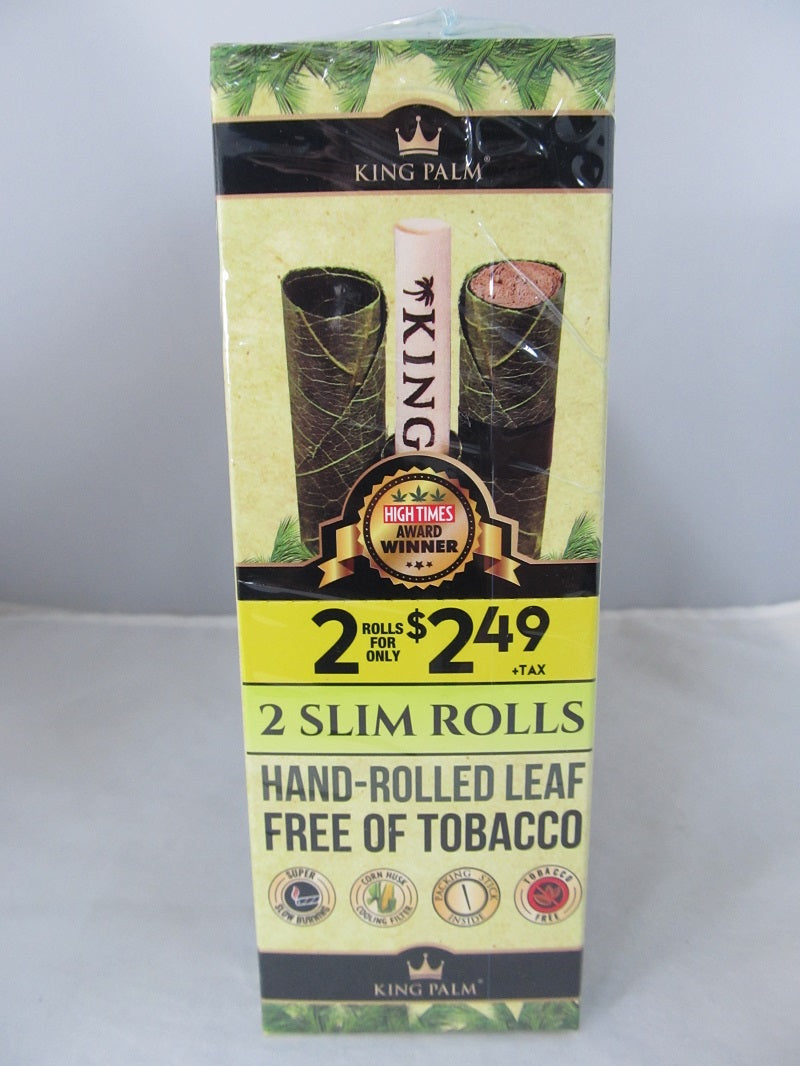 KING PALM®
KING
HIGH TIMES
AWARD
WINNER
2 ROLLS FOR ONLY $2.49
+TAX
2 SLIM ROLLS
HAND-ROLLED LEAF
FREE OF TOBACCO
SUPER SLOW BURNING
CORN HUSK COOLING FILTER
PACKING STICK INSIDE
TOBACCO FREE
KING PALM®